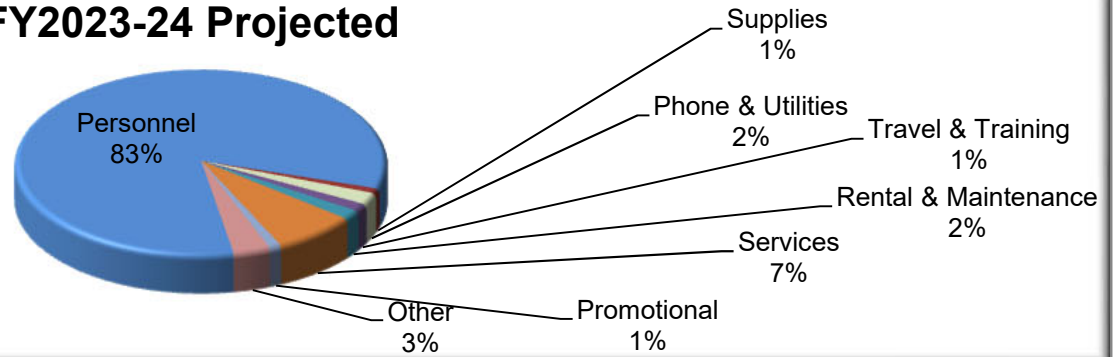 FY2023-24 Projected
Supplies
1%
Personnel
83%
Phone & Utilities
2%
Travel & Training
1%
Rental & Maintenance
2%
Services
7%
Other
3%
Promotional
1%